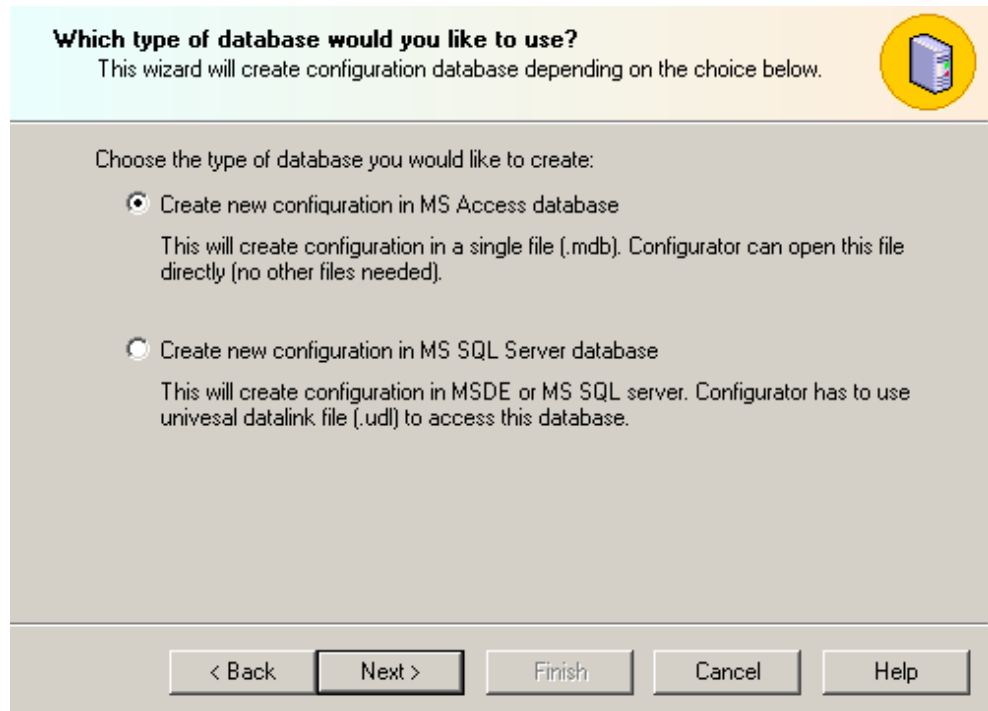 Which type of database would you like to use?
This wizard will create configuration database depending on the choice below.
Choose the type of database you would like to create:
Create new configuration in MS Access database
This will create configuration in a single file (.mdb). Configurator can open this file
directly (no other files needed).
Create new configuration in MS SQL Server database
This will create configuration in MSDE or MS SQL server. Configurator has to use
univesal datalink file (.udl) to access this database.
< Back
Next >
Finish
Cancel
Help